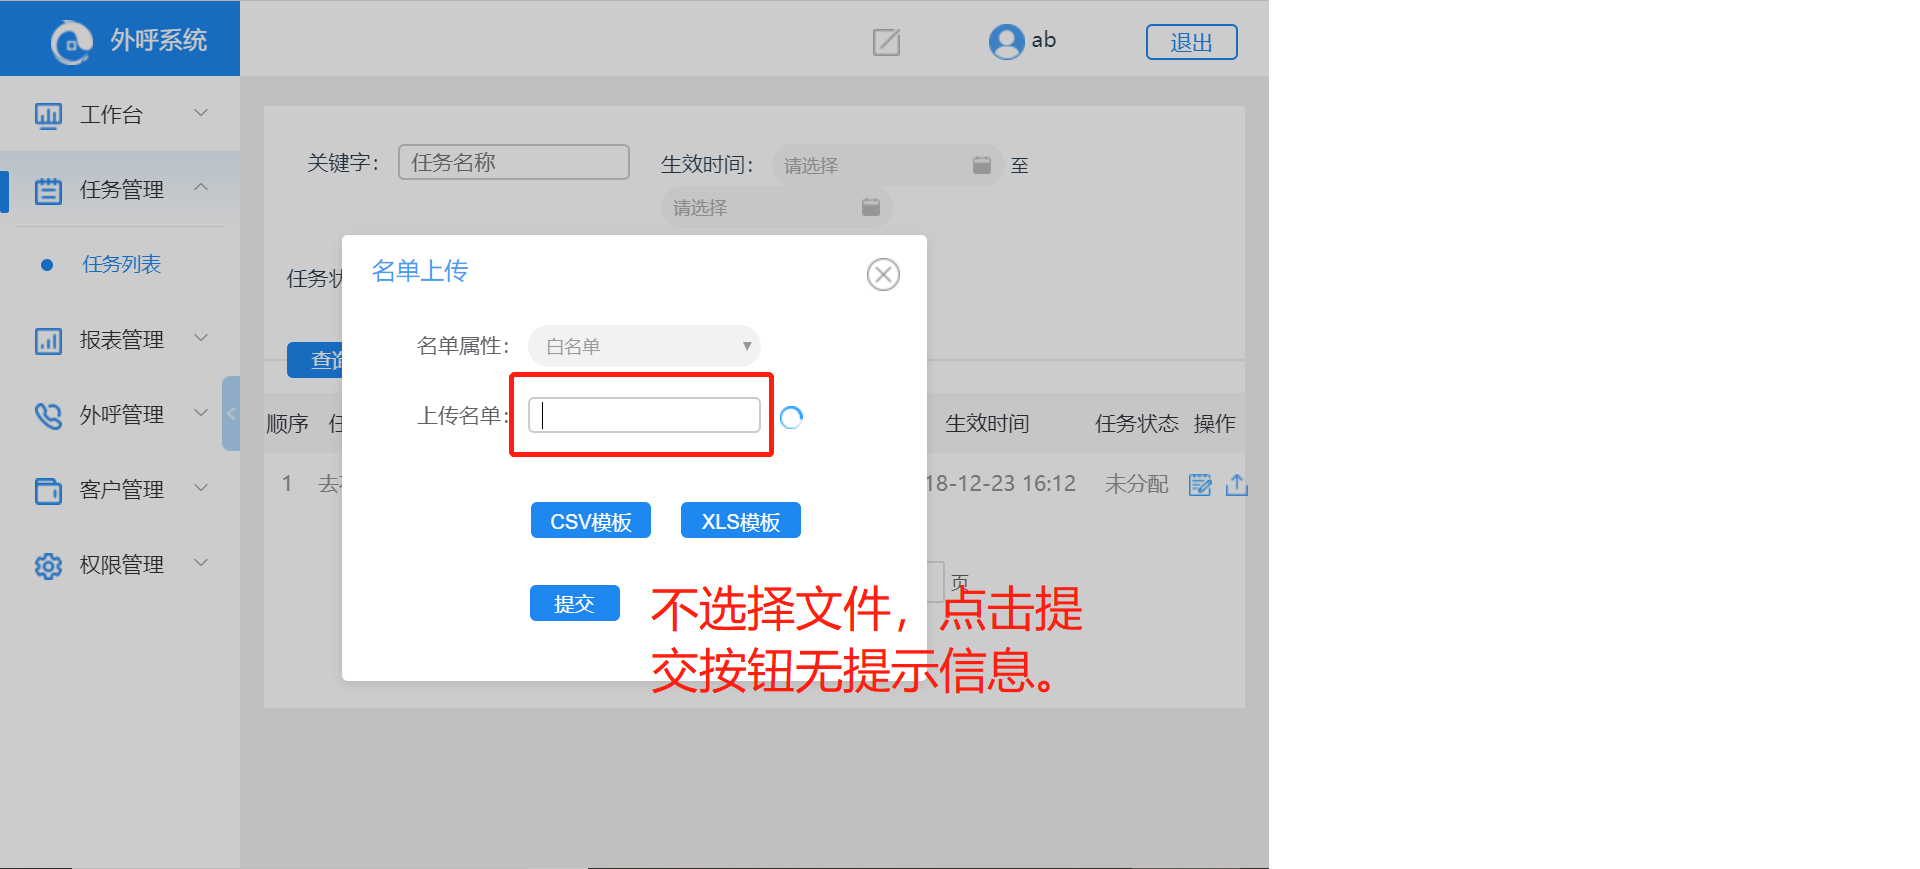 外呼系统
ab
退出
工作台
任务管理
任务列表
报表管理
外呼管理
客户管理
权限管理
关键字：
任务名称
生效时间：
请选择
至
请选择
任务状
查询
名单上传
名单属性：
白名单
上传名单：
CSV模板
XLS模板
提交
顺序
任
生效时间
任务状态
操作
1
去
18-12-23 16:12
未分配
页
不选择文件，点击提
交按钮无提示信息。